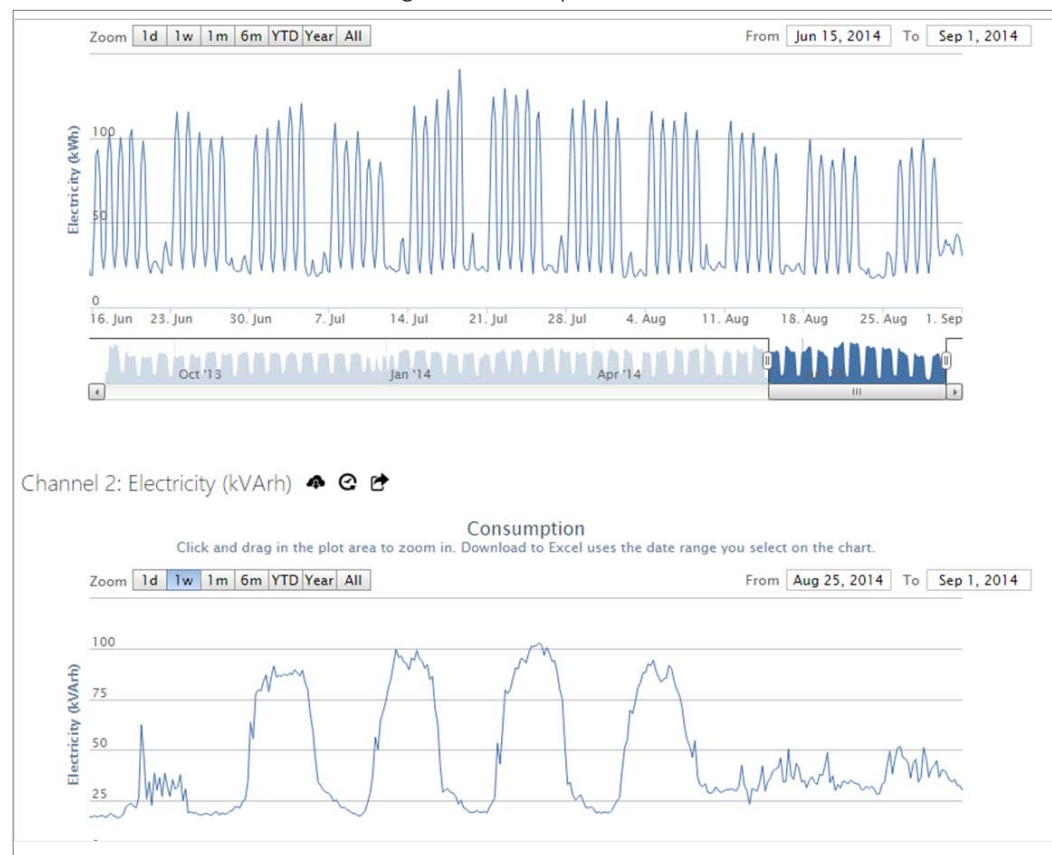 Zoom 1d 1w 1m 6m YTD Year All From Jun 15, 2014 To Sep 1, 2014
Electricity (kWh)
100
50
0
16. Jun 23. Jun 30. Jun 7. Jul 14. Jul 21. Jul 28. Jul 4. Aug 11. Aug 18. Aug 25. Aug 1. Sep
Oct '13 Jan '14 Apr '14
Channel 2: Electricity (kVArh)
Consumption
Click and drag in the plot area to zoom in. Download to Excel uses the date range you select on the chart.
Zoom 1d 1w 1m 6m YTD Year All From Aug 25, 2014 To Sep 1, 2014
Electricity (kVArh)
100
75
50
25